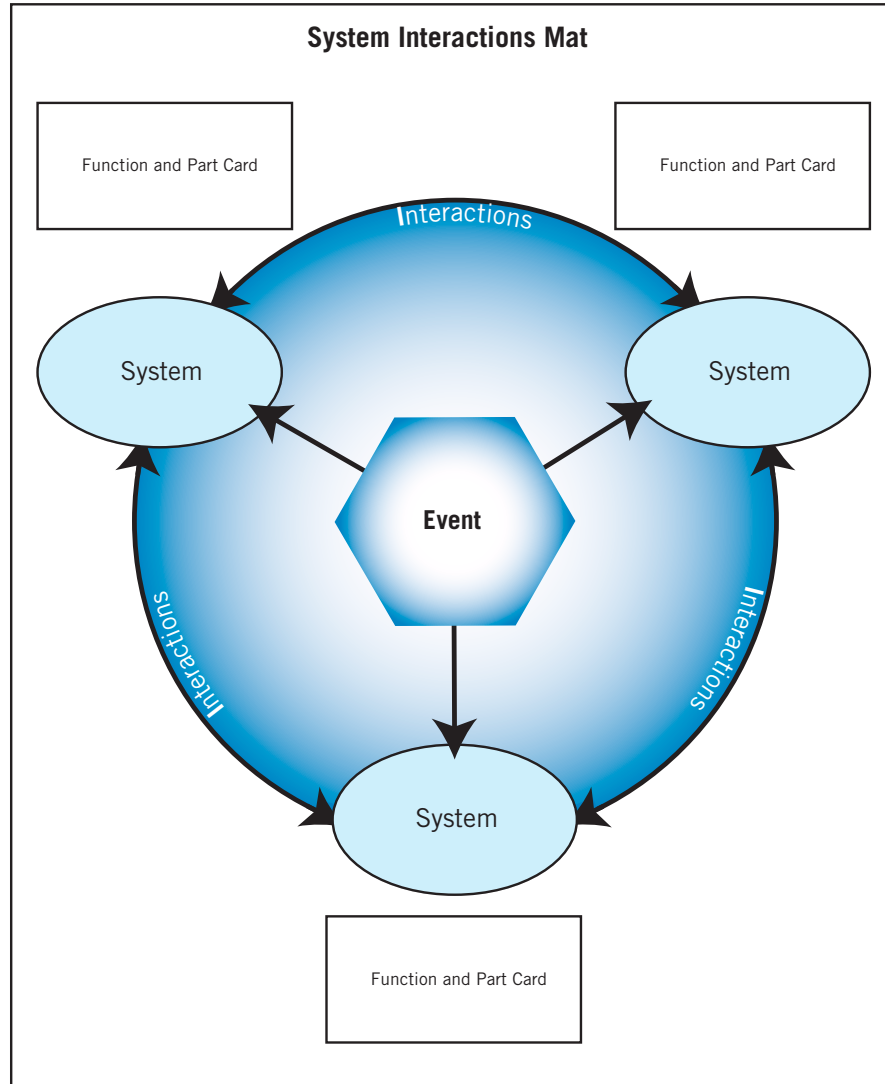 System Interactions Mat
Function and Part Card
Function and Part Card
Interactions
System
System
Event
Interactions
Interactions
System
Function and Part Card